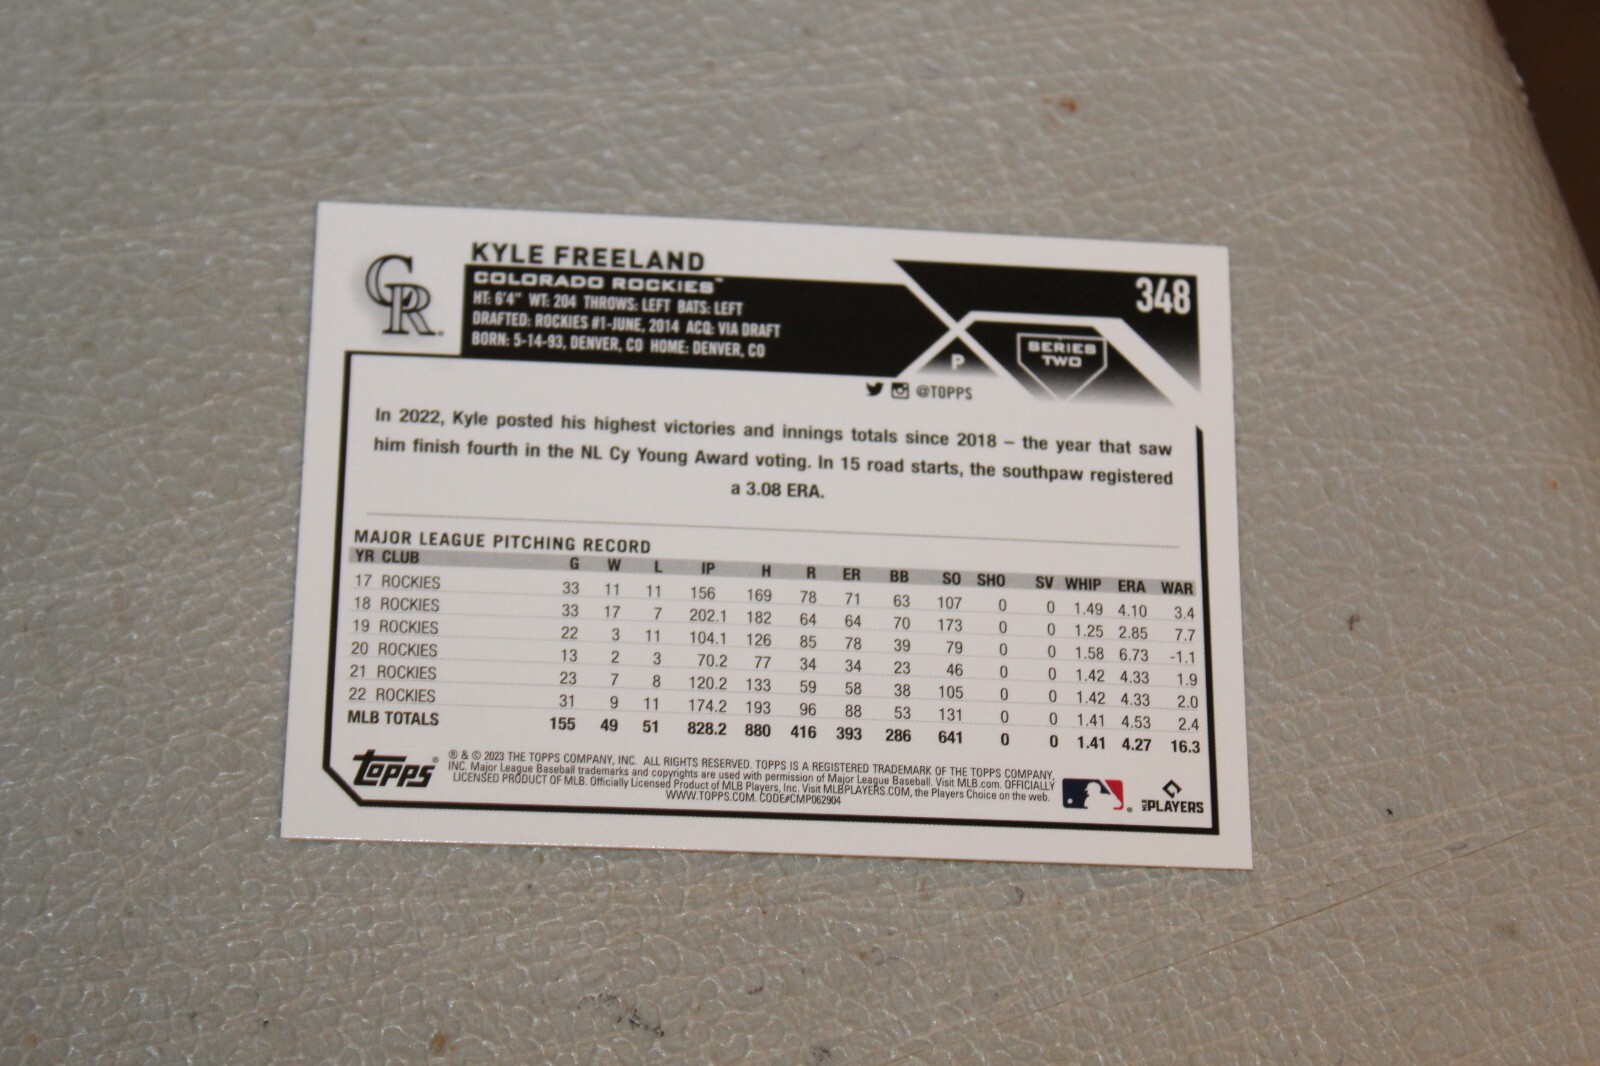 CR
KYLE FREELAND
348
COLORADO ROCKIES™
HT: 6'4" WT: 204 THROWS: LEFT BATS: LEFT
DRAFTED: ROCKIES #1-JUNE, 2014 ACQ: VIA DRAFT
BORN: 5-14-93, DENVER, CO HOME: DENVER, CO
P
SERIES
TWO
@TOPPS
In 2022, Kyle posted his highest victories and innings totals since 2018 – the year that saw
him finish fourth in the NL Cy Young Award voting. In 15 road starts, the southpaw registered
a 3.08 ERA.
MAJOR LEAGUE PITCHING RECORD
YR CLUB G W L IP H R ER BB SO SHO SV WHIP ERA WAR
17 ROCKIES 33 11 11 156 169 78 71 63 107 0 0 1.49 4.10 3.4
18 ROCKIES 33 17 7 202.1 182 64 64 70 173 0 0 1.25 2.85 7.7
19 ROCKIES 22 3 11 104.1 126 85 78 39 79 0 0 1.58 6.73 -1.1
20 ROCKIES 13 2 3 70.2 77 34 34 23 46 0 0 1.42 4.33 1.9
21 ROCKIES 23 7 8 120.2 133 59 58 38 105 0 0 1.42 4.33 2.0
22 ROCKIES 31 9 11 174.2 193 96 88 53 131 0 0 1.41 4.53 2.4
MLB TOTALS 155 49 51 828.2 880 416 393 286 641 0 0 1.41 4.27 16.3
Topps®
® & © 2023 THE TOPPS COMPANY, INC. ALL RIGHTS RESERVED. TOPPS IS A REGISTERED TRADEMARK OF THE TOPPS COMPANY,
INC. Major League Baseball trademarks and copyrights are used with permission of Major League Baseball. Visit MLB.com. OFFICIALLY
LICENSED PRODUCT OF MLB. Officially Licensed Product of MLB Players, Inc. Visit MLBPLAYERS.COM, the Players Choice on the web.
WWW.TOPPS.COM. CODE#CMP062904
MLB PLAYERS